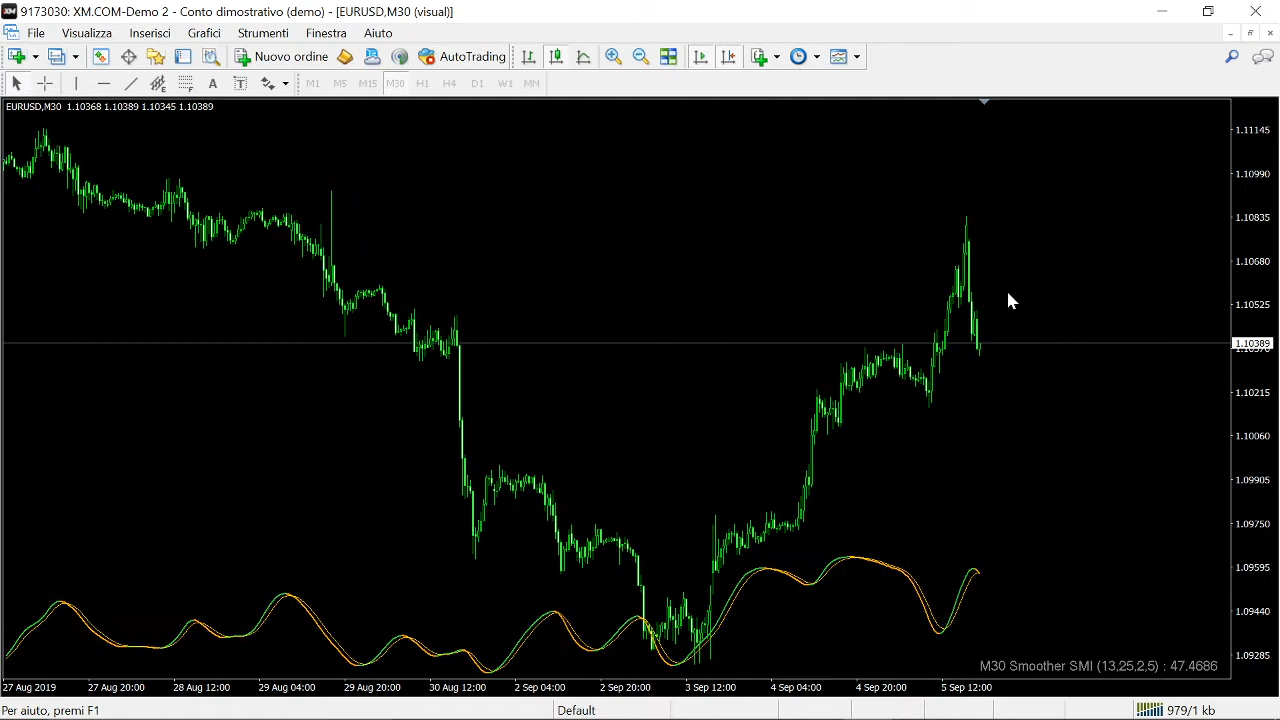 9173030: XM.COM-Demo 2 - Conto dimostrativo (demo) - [EURUSD,M30 (visual)]
File Visualizza Inserisci Grafici Strumenti Finestra Aiuto
Nuovo ordine AutoTrading
A T M1 M5 M15 M30 H1 H4 D1 W1 MN
EURUSD,M30 1.10368 1.10389 1.10345 1.10389
1.11145
1.10990
1.10835
1.10680
1.10525
1.10389
1.10215
1.10060
1.09905
1.09750
1.09595
1.09440
1.09285
M30 Smoother SMI (13,25,2,5) : 47.4686
27 Aug 2019 27 Aug 20:00 28 Aug 12:00 29 Aug 04:00 29 Aug 20:00 30 Aug 12:00 2 Sep 04:00 2 Sep 20:00 3 Sep 12:00 4 Sep 04:00 4 Sep 20:00 5 Sep 12:00
Per aiuto, premi F1 Default 979/1 kb